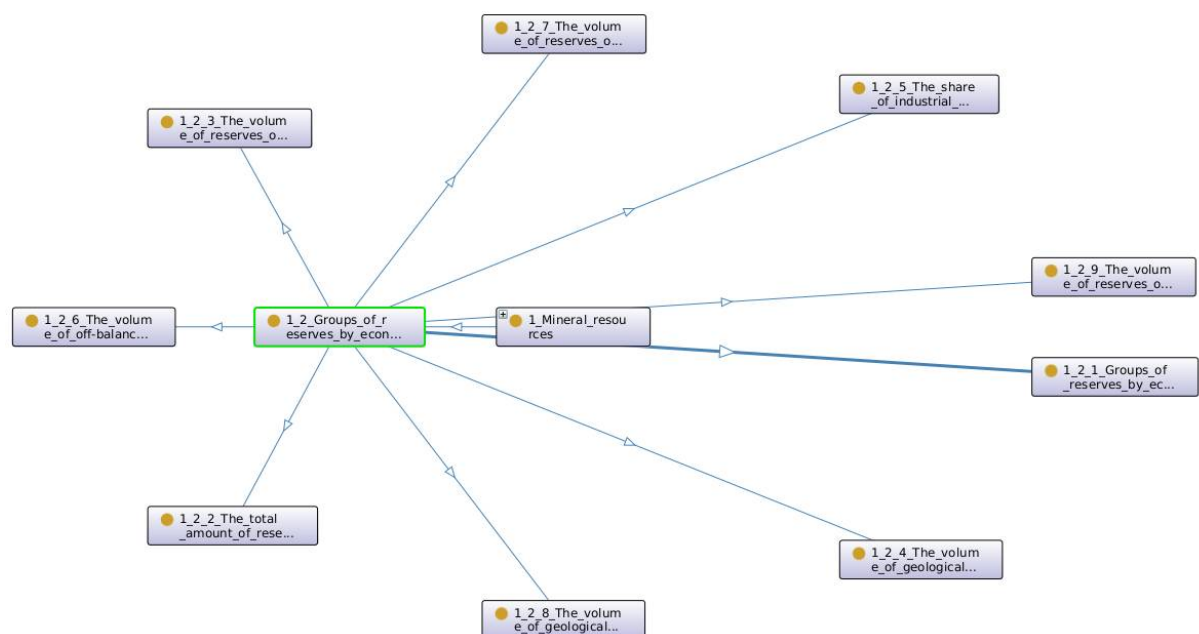 1_2_7_The_volum
e_of_reserves_o...
1_2_5_The_share
_of_industrial_...
1_2_3_The_volum
e_of_reserves_o...
1_2_9_The_volum
e_of_reserves_o...
1_2_6_The_volum
e_of_off-balanc...
1_2_Groups_of_r
eserves_by_econ...
1_Mineral_resou
rces
1_2_1_Groups_of
_reserves_by_ec...
1_2_2_The_total
_amount_of_rese...
1_2_4_The_volum
e_of_geological...
1_2_8_The_volum
e_of_geological...